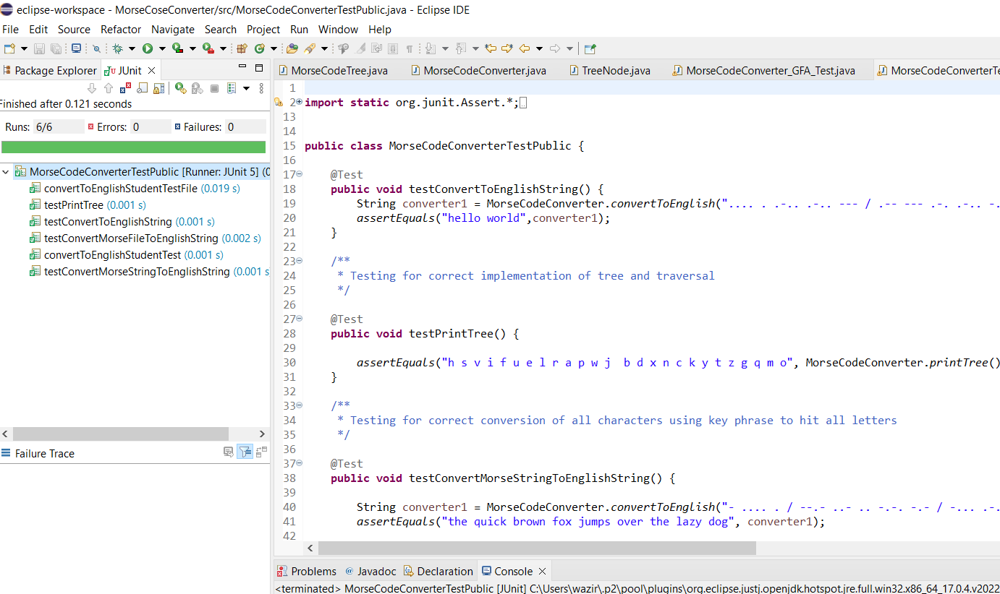 eclipse-workspace - MorseCoseConverter/src/MorseCodeConverterTestPublic.java - Eclipse IDE
File Edit Source Refactor Navigate Search Project Run Window Help
Package Explorer JUnit
Finished after 0.121 seconds
Runs: 6/6 Errors: 0 Failures: 0
MorseCodeConverterTestPublic [Runner: JUnit 5] (0
convertToEnglishStudentTestFile (0.019 s)
testPrintTree (0.001 s)
testConvertToEnglishString (0.001 s)
testConvertMorseFileToEnglishString (0.002 s)
convertToEnglishStudentTest (0.001 s)
testConvertMorseStringToEnglishString (0.001 s
Failure Trace
MorseCodeTree.java MorseCodeConverter.java TreeNode.java MorseCodeConverter_GFA_Test.java MorseCodeConverterTe
1
2 import static org.junit.Assert.*;
13
14
15 public class MorseCodeConverterTestPublic {
16
17 @Test
18 public void testConvertToEnglishString() {
19 String converter1 = MorseCodeConverter.convertToEnglish(".... . .-.. .-.. --- / .-- --- .-. .-.. -.
20 assertEquals("hello world",converter1);
21 }
22
23 /**
24 * Testing for correct implementation of tree and traversal
25 */
26
27 @Test
28 public void testPrintTree() {
29
30 assertEquals("h s v i f u e l r a p w j  b d x n c k y t z g q m o", MorseCodeConverter.printTree()
31 }
32
33 /**
34 * Testing for correct conversion of all characters using key phrase to hit all letters
35 */
36
37 @Test
38 public void testConvertMorseStringToEnglishString() {
39
40 String converter1 = MorseCodeConverter.convertToEnglish("- .... . / --.- ..- .. -.-. -.- / -... .-.
41 assertEquals("the quick brown fox jumps over the lazy dog", converter1);
42
Problems Javadoc Declaration Console
<terminated> MorseCodeConverterTestPublic [JUnit] C:\Users\wazir\.p2\pool\plugins\org.eclipse.justj.openjdk.hotspot.jre.full.win32.x86_64_17.0.4.v2022